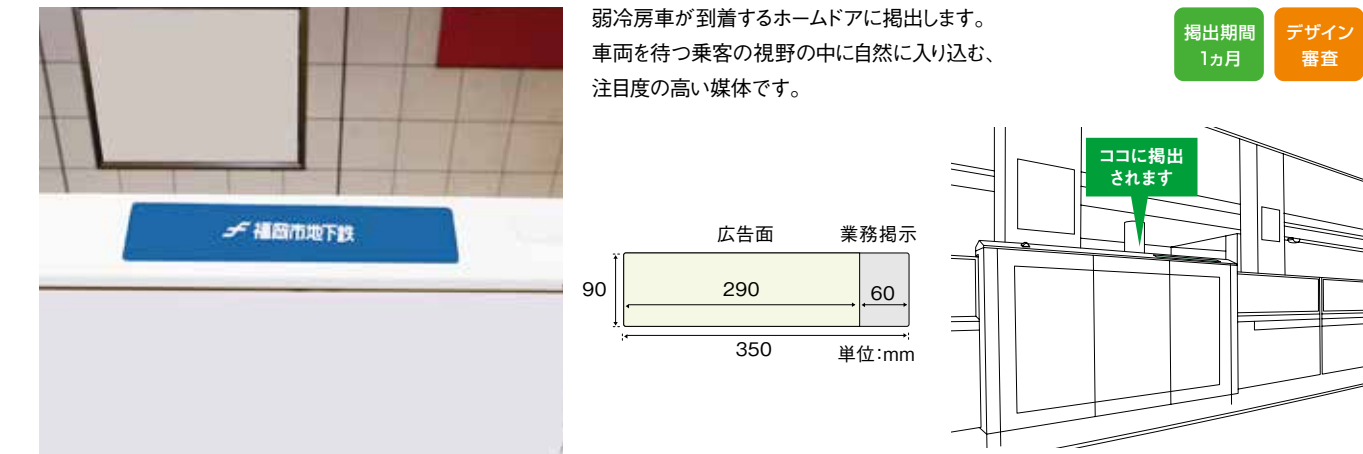 弱冷房車が到着するホームドアに掲出します。
車両を待つ乗客の視野の中に自然に入り込む、
注目度の高い媒体です。
掲出期間
1ヵ月
デザイン
審査
福岡市地下鉄
広告面
業務掲示
90
290
60
350
単位:mm
ココに掲出
されます